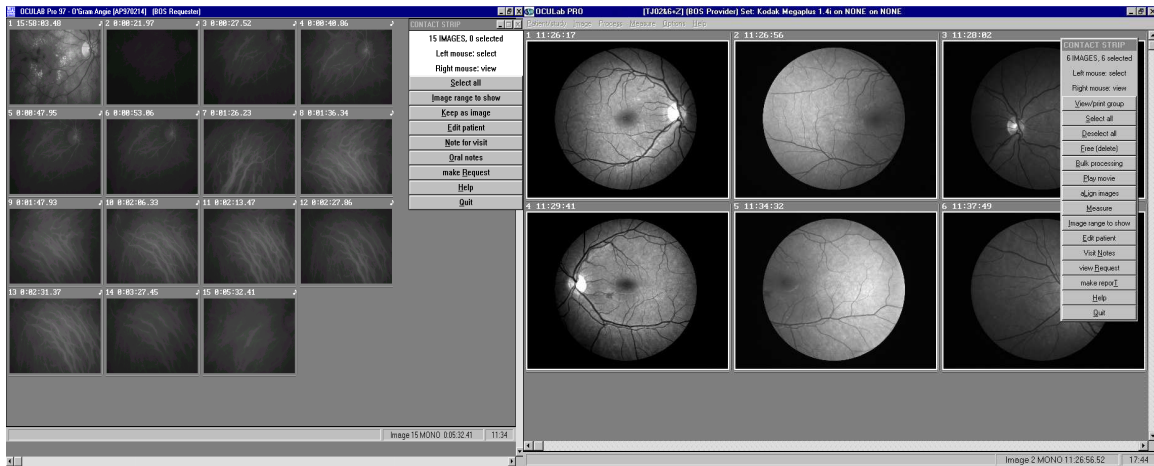 OCULAB Pro 97 - O'Gram Angie [AP970214] (BOS Requester)
1 15:58:03.48
2 0:00:21.97
3 0:00:27.52
4 0:00:40.86
5 0:00:47.95
6 0:00:53.06
7 0:01:26.23
8 0:01:36.34
9 0:01:47.93
10 0:02:06.33
11 0:02:13.47
12 0:02:27.86
13 0:02:31.37
14 0:03:27.45
15 0:05:32.41
CONTACT STRIP
15 IMAGES, 0 selected
Left mouse: select
Right mouse: view
Select all
Image range to show
Keep as image
Edit patient
Note for visit
Oral notes
make Request
Help
Quit
Image 15 MONO 0:05:32.41 11:34
OCULab PRO [TJ02&6+Z] (BOS Provider) Set: Kodak Megaplus 1.4i on NONE on NONE
Patient/study Image Process Measure Options Help
1 11:26:17
2 11:26:56
3 11:28:02
4 11:29:41
5 11:34:32
6 11:37:49
CONTACT STRIP
6 IMAGES, 6 selected
Left mouse: select
Right mouse: view
View/print group
Select all
Deselect all
Free (delete)
Bulk processing
Play movie
aLign images
Measure
Image range to show
Edit patient
Visit Notes
view Request
make reporT
Help
Quit
Image 2 MONO 11:26:56.52 17:44